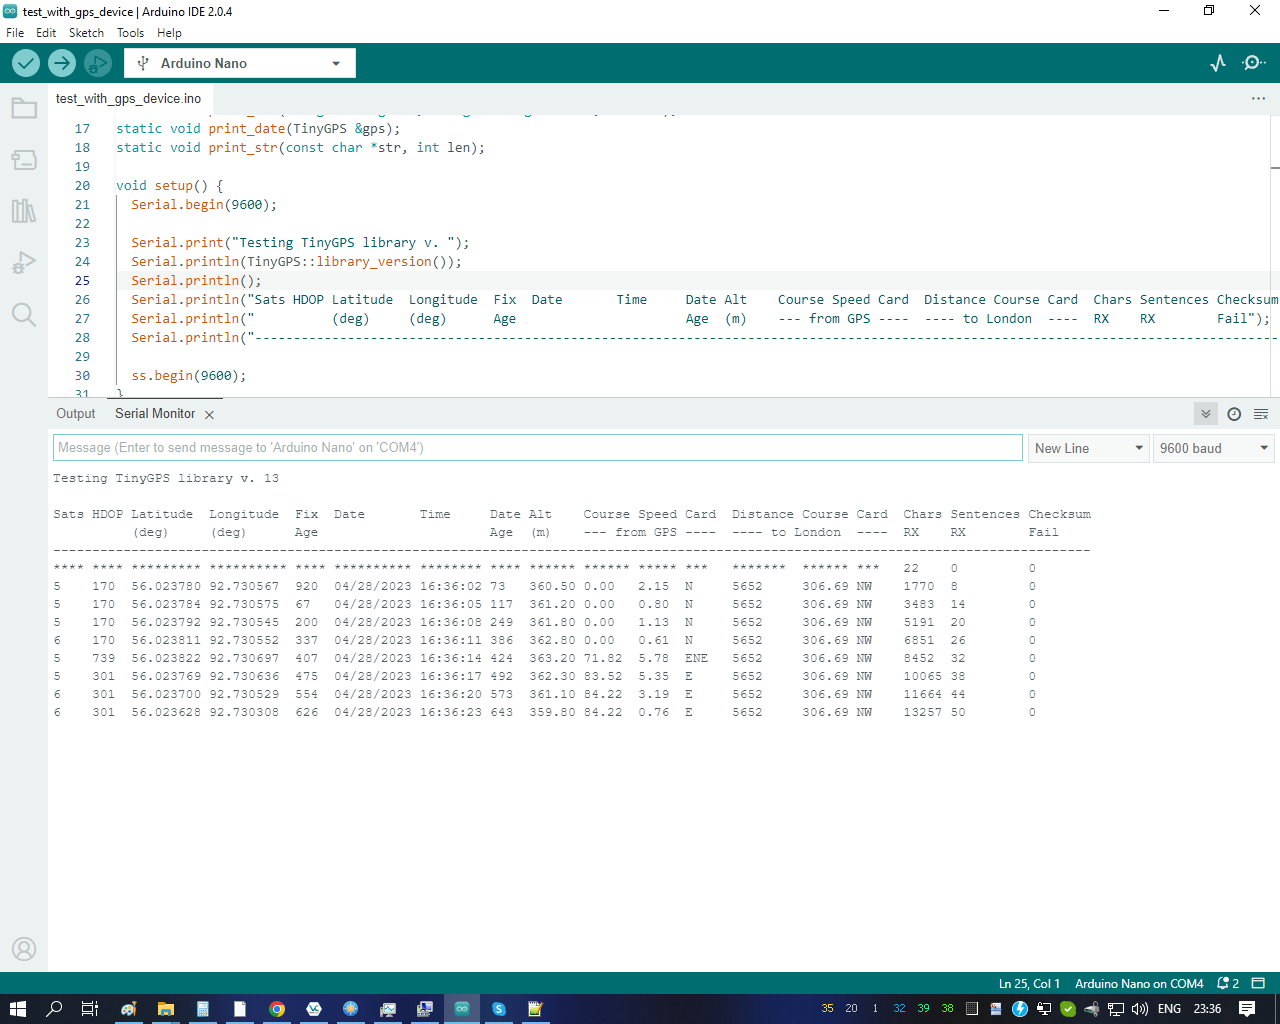 test_with_gps_device | Arduino IDE 2.0.4
File Edit Sketch Tools Help
Arduino Nano
test_with_gps_device.ino
17 static void print_date(TinyGPS &gps);
18 static void print_str(const char *str, int len);
19
20 void setup() {
21 Serial.begin(9600);
22
23 Serial.print("Testing TinyGPS library v. ");
24 Serial.println(TinyGPS::library_version());
25 Serial.println();
26 Serial.println("Sats HDOP Latitude Longitude Fix Date Time Date Alt Course Speed Card Distance Course Card Chars Sentences Checksum
27 Serial.println(" (deg) (deg) Age Age (m) --- from GPS ---- ---- to London ---- RX RX Fail");
28 Serial.println("---------------------------------------------------------------------------------------------------------------------------------------
29
30 ss.begin(9600);
31 }
Output Serial Monitor
Message (Enter to send message to 'Arduino Nano' on 'COM4')
New Line 9600 baud
Testing TinyGPS library v. 13
Sats HDOP Latitude Longitude Fix Date Time Date Alt Course Speed Card Distance Course Card Chars Sentences Checksum
(deg) (deg) Age Age (m) --- from GPS ---- ---- to London ---- RX RX Fail
-------------------------------------------------------------------------------------------------------------------------------------
**** **** ********* ********** **** ********** ******** **** ****** ****** ***** *** ******* ****** *** 22 0 0
5 170 56.023780 92.730567 920 04/28/2023 16:36:02 73 360.50 0.00 2.15 N 5652 306.69 NW 1770 8 0
5 170 56.023784 92.730575 67 04/28/2023 16:36:05 117 361.20 0.00 0.80 N 5652 306.69 NW 3483 14 0
5 170 56.023792 92.730545 200 04/28/2023 16:36:08 249 361.80 0.00 1.13 N 5652 306.69 NW 5191 20 0
6 170 56.023811 92.730552 337 04/28/2023 16:36:11 386 362.80 0.00 0.61 N 5652 306.69 NW 6851 26 0
5 739 56.023822 92.730697 407 04/28/2023 16:36:14 424 363.20 71.82 5.78 ENE 5652 306.69 NW 8452 32 0
5 301 56.023769 92.730636 475 04/28/2023 16:36:17 492 362.30 83.52 5.35 E 5652 306.69 NW 10065 38 0
6 301 56.023700 92.730529 554 04/28/2023 16:36:20 573 361.10 84.22 3.19 E 5652 306.69 NW 11664 44 0
6 301 56.023628 92.730308 626 04/28/2023 16:36:23 643 359.80 84.22 0.76 E 5652 306.69 NW 13257 50 0
Ln 25, Col 1 Arduino Nano on COM4 2
35 20 1 32 39 38 ENG 23:36